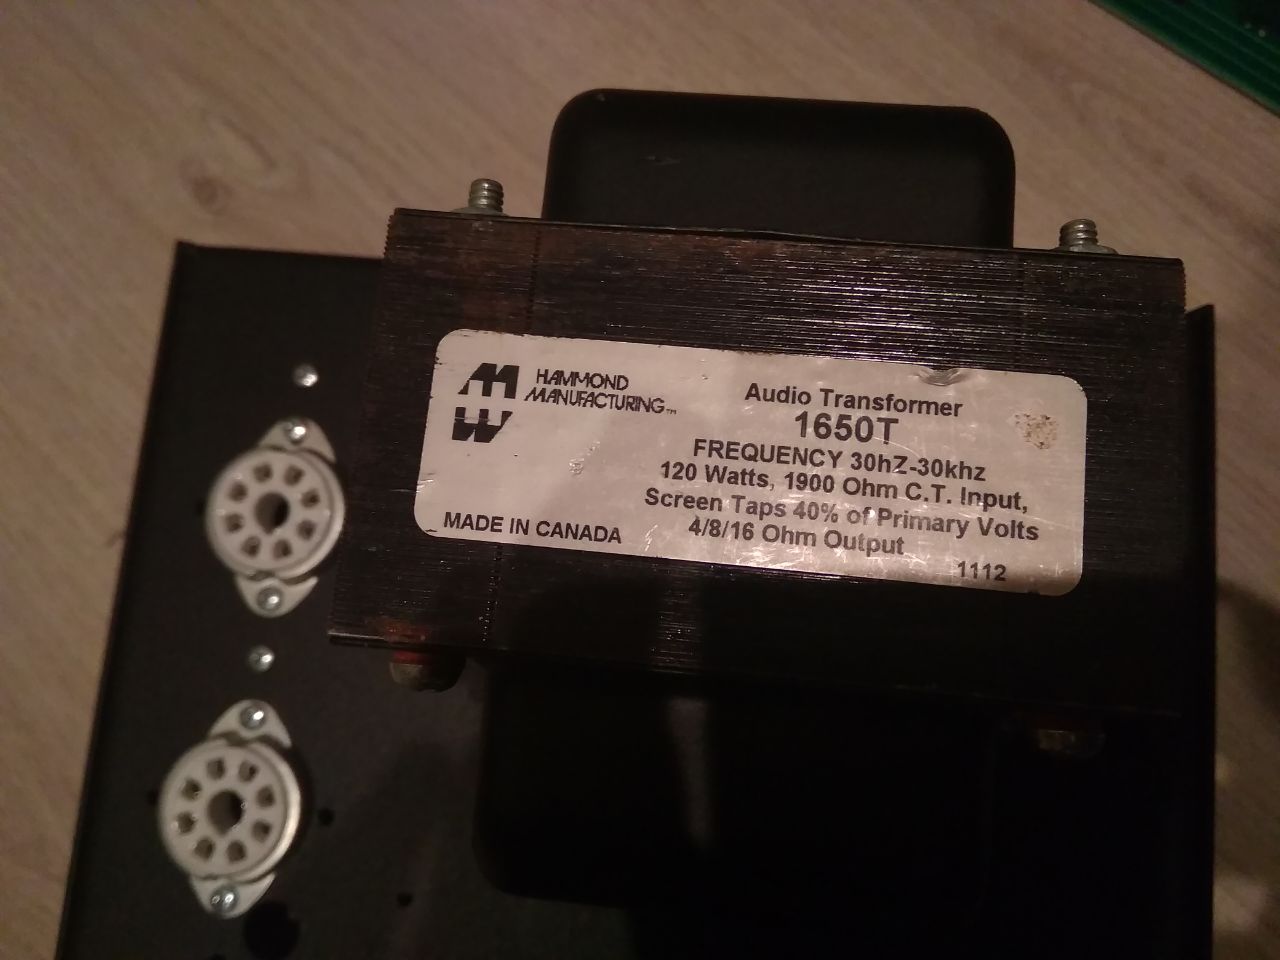 HAMMOND
MANUFACTURING™
Audio Transformer
1650T
FREQUENCY 30hZ-30khz
120 Watts, 1900 Ohm C.T. Input,
Screen Taps 40% of Primary Volts
4/8/16 Ohm Output
MADE IN CANADA
1112